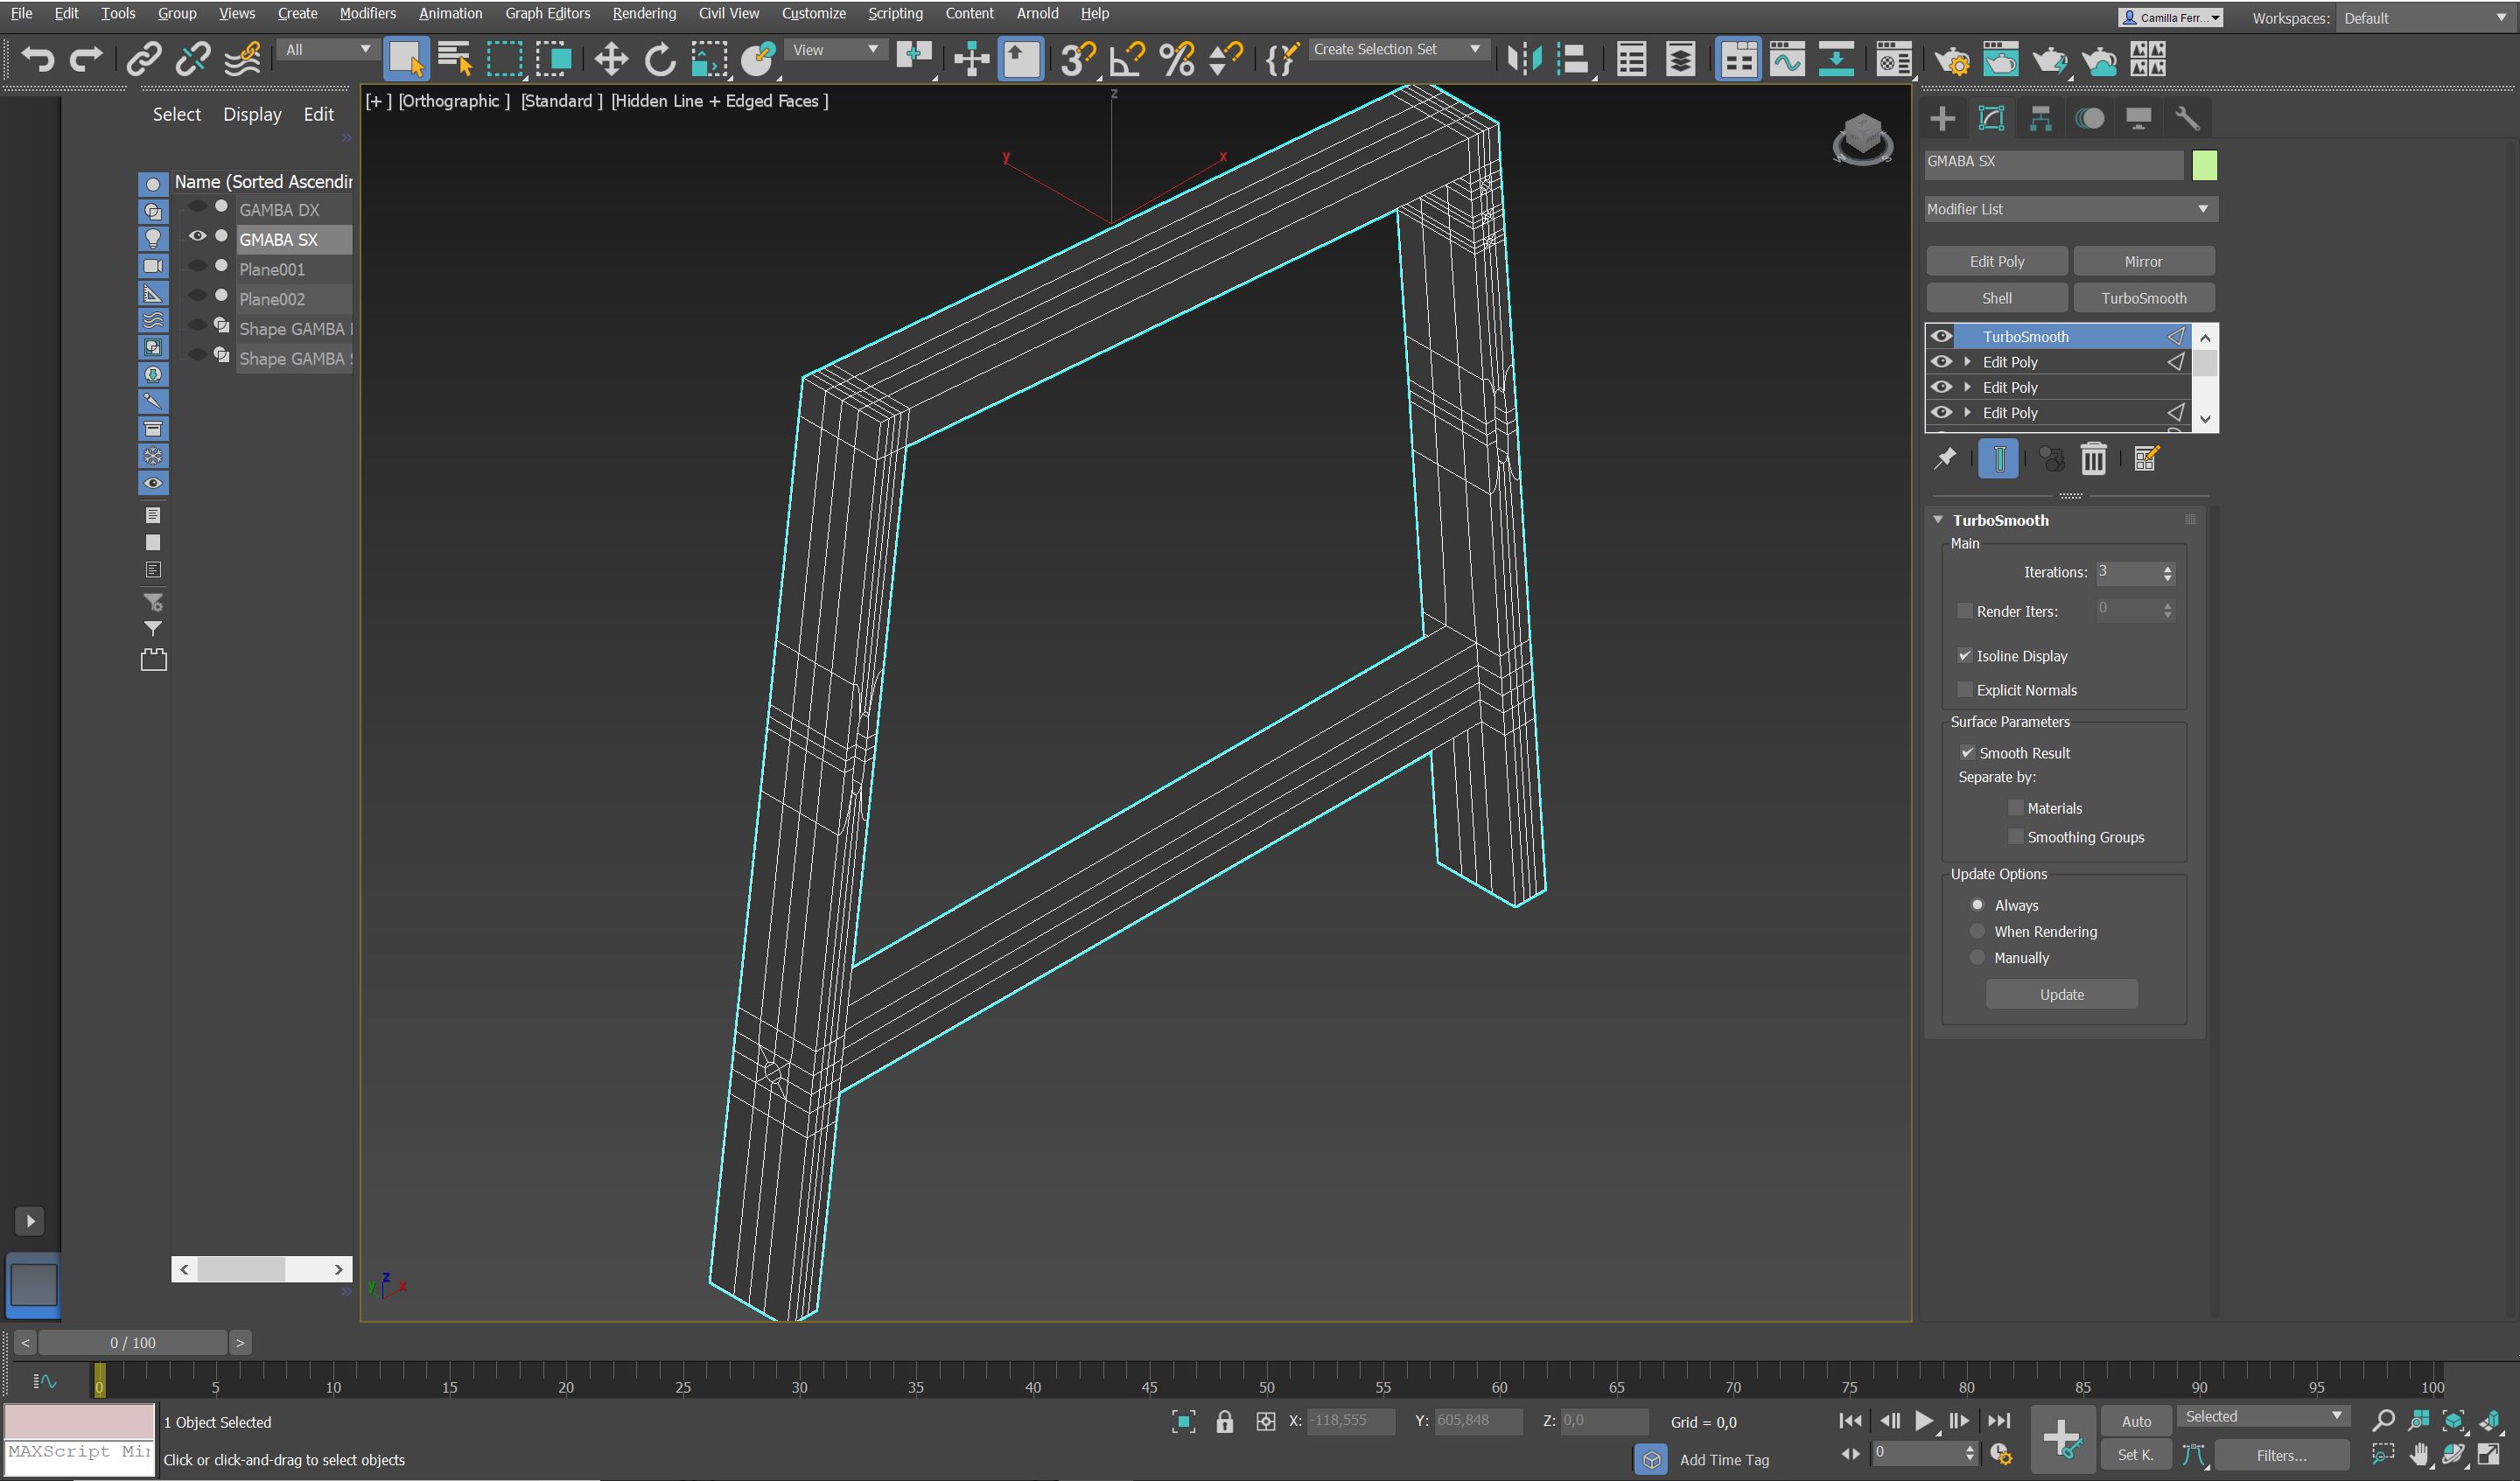 File Edit Tools Group Views Create Modifiers Animation Graph Editors Rendering Civil View Customize Scripting Content Arnold Help
Camilla Ferr... Workspaces: Default
All View Create Selection Set
[+ ] [Orthographic ] [Standard ] [Hidden Line + Edged Faces ]
Select Display Edit
Name (Sorted Ascendin
GAMBA DX
GMABA SX
Plane001
Plane002
Shape GAMBA
Shape GAMBA
z
y
x
GMABA SX
Modifier List
Edit Poly Mirror
Shell TurboSmooth
TurboSmooth
Edit Poly
Edit Poly
Edit Poly
TurboSmooth
Main
Iterations: 3
Render Iters: 0
Isoline Display
Explicit Normals
Surface Parameters
Smooth Result
Separate by:
Materials
Smoothing Groups
Update Options
Always
When Rendering
Manually
Update
z
y x
< 0 / 100 >
0 5 10 15 20 25 30 35 40 45 50 55 60 65 70 75 80 85 90 95 100
1 Object Selected
X: -118,555 Y: 605,848 Z: 0,0 Grid = 0,0
Auto Selected
MAXScript Mi
Click or click-and-drag to select objects
Add Time Tag
0
Set K. Filters...